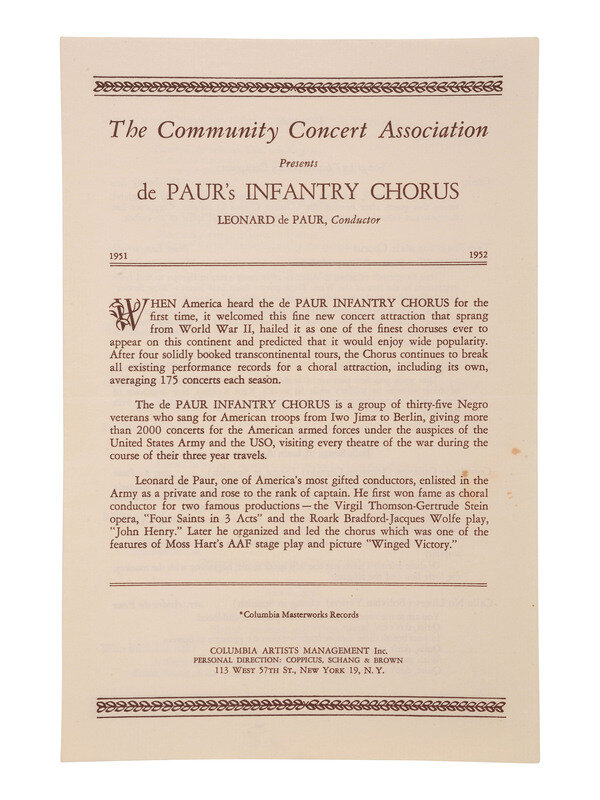 The Community Concert Association
Presents
de PAUR's INFANTRY CHORUS
LEONARD de PAUR, Conductor
1951 1952
WHEN America heard the de PAUR INFANTRY CHORUS for the
first time, it welcomed this fine new concert attraction that sprang
from World War II, hailed it as one of the finest choruses ever to
appear on this continent and predicted that it would enjoy wide popularity.
After four solidly booked transcontinental tours, the Chorus continues to break
all existing performance records for a choral attraction, including its own,
averaging 175 concerts each season.
The de PAUR INFANTRY CHORUS is a group of thirty-five Negro
veterans who sang for American troops from Iwo Jima to Berlin, giving more
than 2000 concerts for the American armed forces under the auspices of the
United States Army and the USO, visiting every theatre of the war during the
course of their three year travels.
Leonard de Paur, one of America's most gifted conductors, enlisted in the
Army as a private and rose to the rank of captain. He first won fame as choral
conductor for two famous productions — the Virgil Thomson-Gertrude Stein
opera, "Four Saints in 3 Acts" and the Roark Bradford-Jacques Wolfe play,
"John Henry." Later he organized and led the chorus which was one of the
features of Moss Hart's AAF stage play and picture "Winged Victory."
*Columbia Masterworks Records
COLUMBIA ARTISTS MANAGEMENT Inc.
PERSONAL DIRECTION: COPPICUS, SCHANG & BROWN
113 WEST 57TH ST., NEW YORK 19, N. Y.